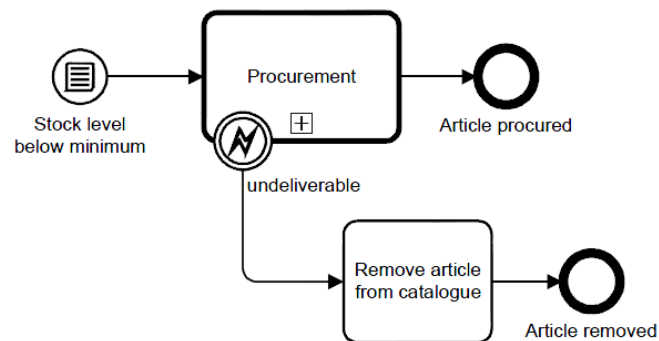 Procurement
Stock level
below minimum
Article procured
undeliverable
Remove article
from catalogue
Article removed